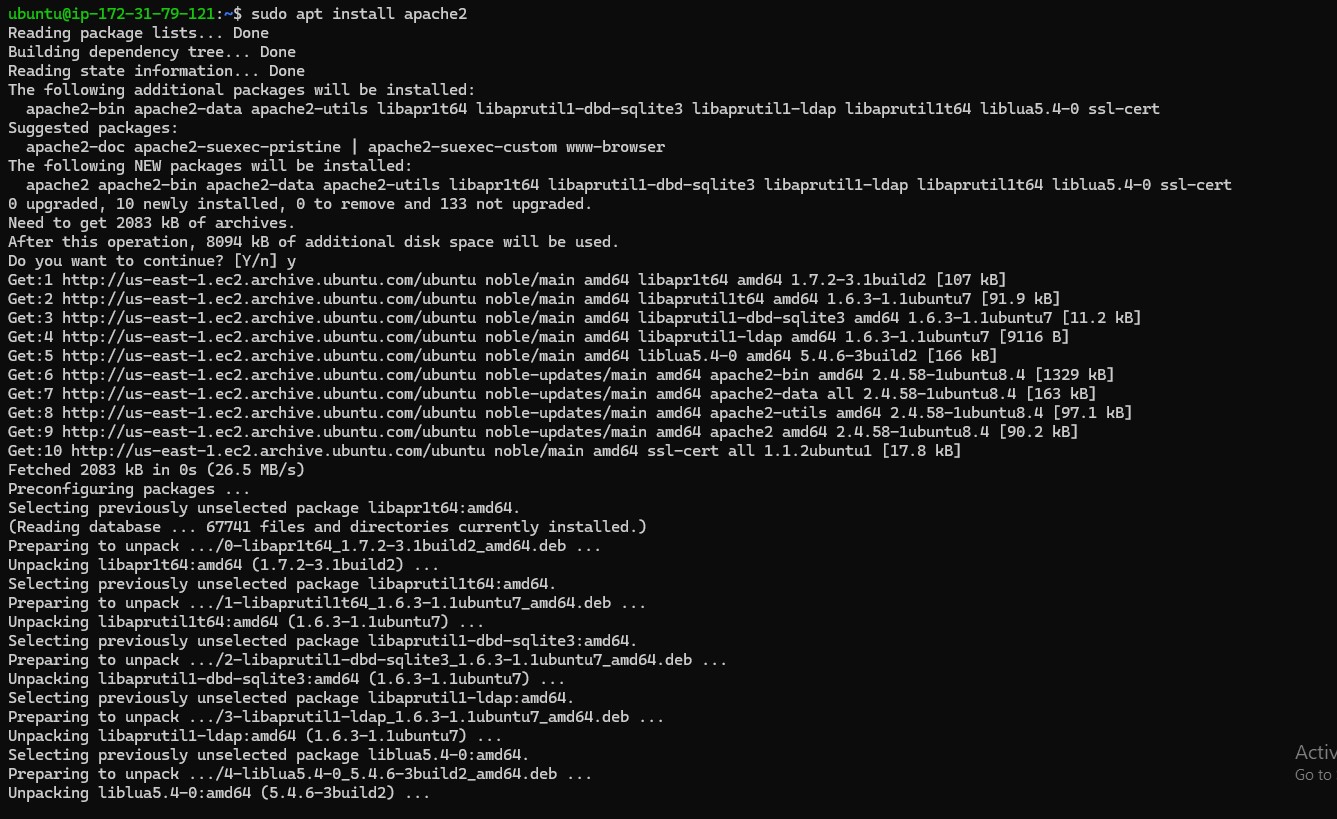 ubuntu@ip-172-31-79-121:~$ sudo apt install apache2
Reading package lists... Done
Building dependency tree... Done
Reading state information... Done
The following additional packages will be installed:
  apache2-bin apache2-data apache2-utils libapr1t64 libaprutil1-dbd-sqlite3 libaprutil1-ldap libaprutil1t64 liblua5.4-0 ssl-cert
Suggested packages:
  apache2-doc apache2-suexec-pristine | apache2-suexec-custom www-browser
The following NEW packages will be installed:
  apache2 apache2-bin apache2-data apache2-utils libapr1t64 libaprutil1-dbd-sqlite3 libaprutil1-ldap libaprutil1t64 liblua5.4-0 ssl-cert
0 upgraded, 10 newly installed, 0 to remove and 133 not upgraded.
Need to get 2083 kB of archives.
After this operation, 8094 kB of additional disk space will be used.
Do you want to continue? [Y/n] y
Get:1 http://us-east-1.ec2.archive.ubuntu.com/ubuntu noble/main amd64 libapr1t64 amd64 1.7.2-3.1build2 [107 kB]
Get:2 http://us-east-1.ec2.archive.ubuntu.com/ubuntu noble/main amd64 libaprutil1t64 amd64 1.6.3-1.1ubuntu7 [91.9 kB]
Get:3 http://us-east-1.ec2.archive.ubuntu.com/ubuntu noble/main amd64 libaprutil1-dbd-sqlite3 amd64 1.6.3-1.1ubuntu7 [11.2 kB]
Get:4 http://us-east-1.ec2.archive.ubuntu.com/ubuntu noble/main amd64 libaprutil1-ldap amd64 1.6.3-1.1ubuntu7 [9116 B]
Get:5 http://us-east-1.ec2.archive.ubuntu.com/ubuntu noble/main amd64 liblua5.4-0 amd64 5.4.6-3build2 [166 kB]
Get:6 http://us-east-1.ec2.archive.ubuntu.com/ubuntu noble-updates/main amd64 apache2-bin amd64 2.4.58-1ubuntu8.4 [1329 kB]
Get:7 http://us-east-1.ec2.archive.ubuntu.com/ubuntu noble-updates/main amd64 apache2-data all 2.4.58-1ubuntu8.4 [163 kB]
Get:8 http://us-east-1.ec2.archive.ubuntu.com/ubuntu noble-updates/main amd64 apache2-utils amd64 2.4.58-1ubuntu8.4 [97.1 kB]
Get:9 http://us-east-1.ec2.archive.ubuntu.com/ubuntu noble-updates/main amd64 apache2 amd64 2.4.58-1ubuntu8.4 [90.2 kB]
Get:10 http://us-east-1.ec2.archive.ubuntu.com/ubuntu noble/main amd64 ssl-cert all 1.1.2ubuntu1 [17.8 kB]
Fetched 2083 kB in 0s (26.5 MB/s)
Preconfiguring packages ...
Selecting previously unselected package libapr1t64:amd64.
(Reading database ... 67741 files and directories currently installed.)
Preparing to unpack .../0-libapr1t64_1.7.2-3.1build2_amd64.deb ...
Unpacking libapr1t64:amd64 (1.7.2-3.1build2) ...
Selecting previously unselected package libaprutil1t64:amd64.
Preparing to unpack .../1-libaprutil1t64_1.6.3-1.1ubuntu7_amd64.deb ...
Unpacking libaprutil1t64:amd64 (1.6.3-1.1ubuntu7) ...
Selecting previously unselected package libaprutil1-dbd-sqlite3:amd64.
Preparing to unpack .../2-libaprutil1-dbd-sqlite3_1.6.3-1.1ubuntu7_amd64.deb ...
Unpacking libaprutil1-dbd-sqlite3:amd64 (1.6.3-1.1ubuntu7) ...
Selecting previously unselected package libaprutil1-ldap:amd64.
Preparing to unpack .../3-libaprutil1-ldap_1.6.3-1.1ubuntu7_amd64.deb ...
Unpacking libaprutil1-ldap:amd64 (1.6.3-1.1ubuntu7) ...
Selecting previously unselected package liblua5.4-0:amd64.
Preparing to unpack .../4-liblua5.4-0_5.4.6-3build2_amd64.deb ...
Unpacking liblua5.4-0:amd64 (5.4.6-3build2) ...
Activ
Go to